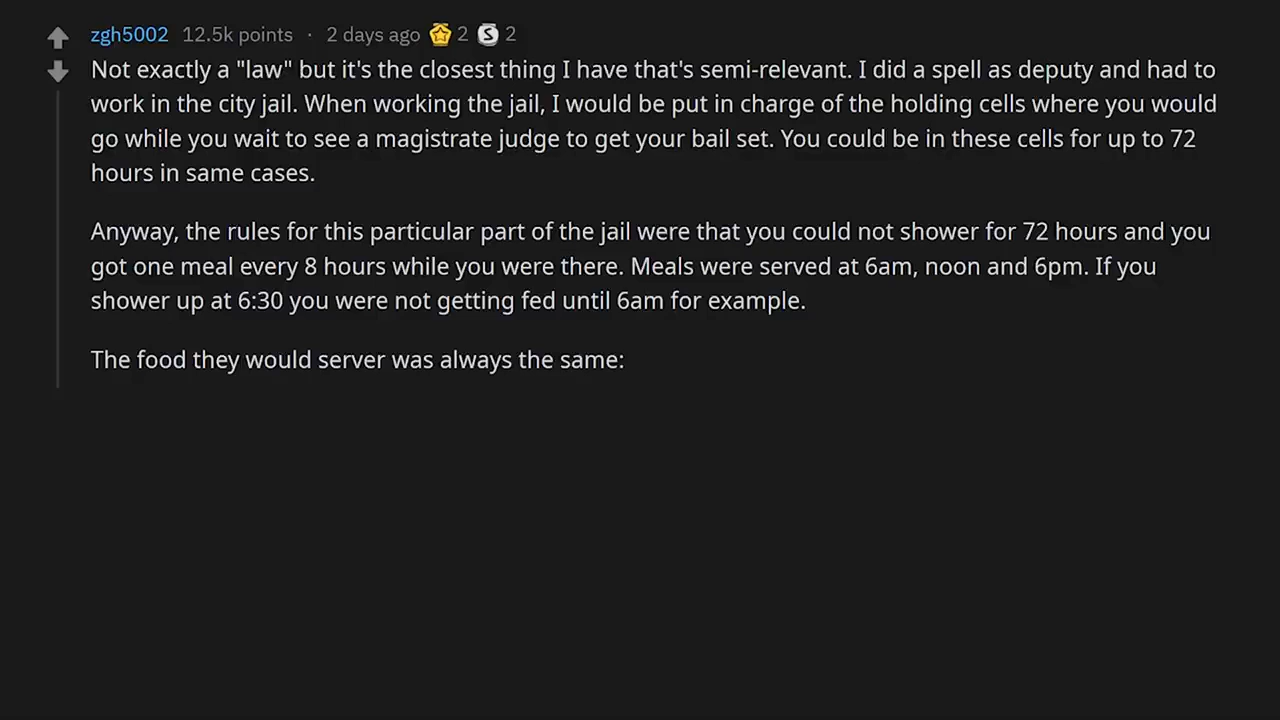 zgh5002 12.5k points · 2 days ago 2 S 2
Not exactly a "law" but it's the closest thing I have that's semi-relevant. I did a spell as deputy and had to
work in the city jail. When working the jail, I would be put in charge of the holding cells where you would
go while you wait to see a magistrate judge to get your bail set. You could be in these cells for up to 72
hours in same cases.
Anyway, the rules for this particular part of the jail were that you could not shower for 72 hours and you
got one meal every 8 hours while you were there. Meals were served at 6am, noon and 6pm. If you
shower up at 6:30 you were not getting fed until 6am for example.
The food they would server was always the same: